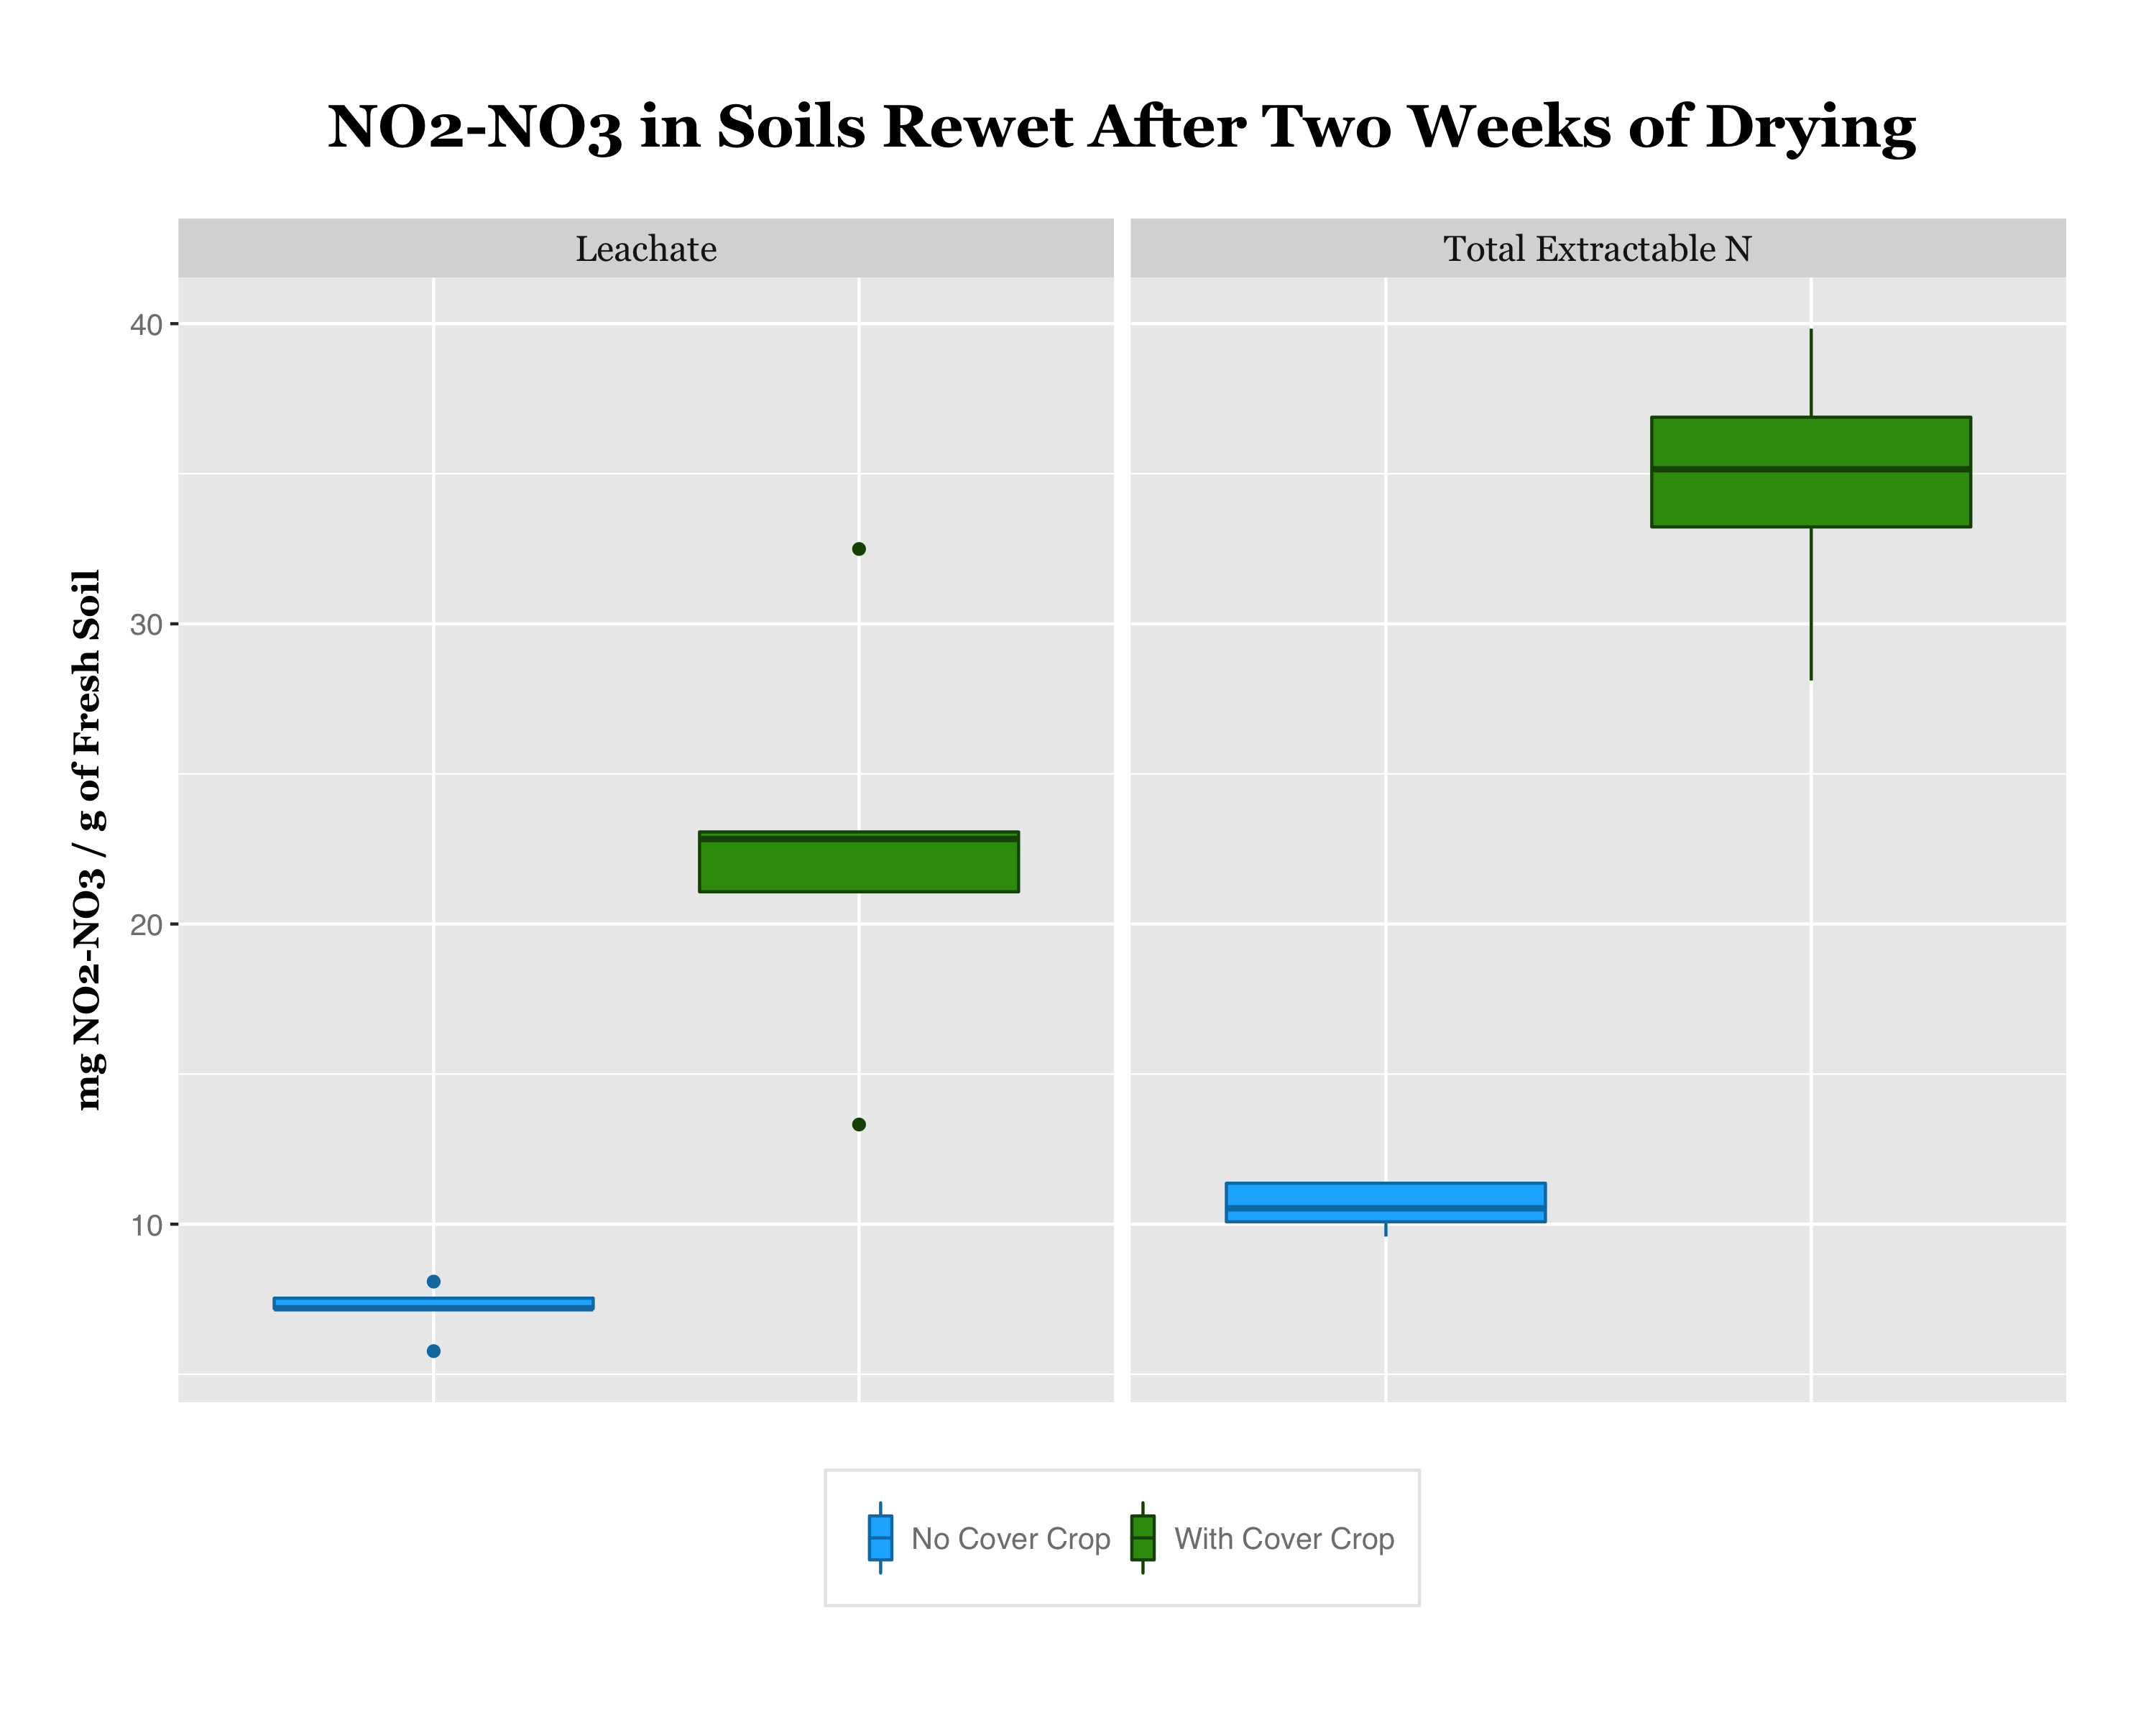 NO2-NO3 in Soils Rewet After Two Weeks of Drying
Leachate
Total Extractable N
mg NO2-NO3 / g of Fresh Soil
40
30
20
10
No Cover Crop
With Cover Crop